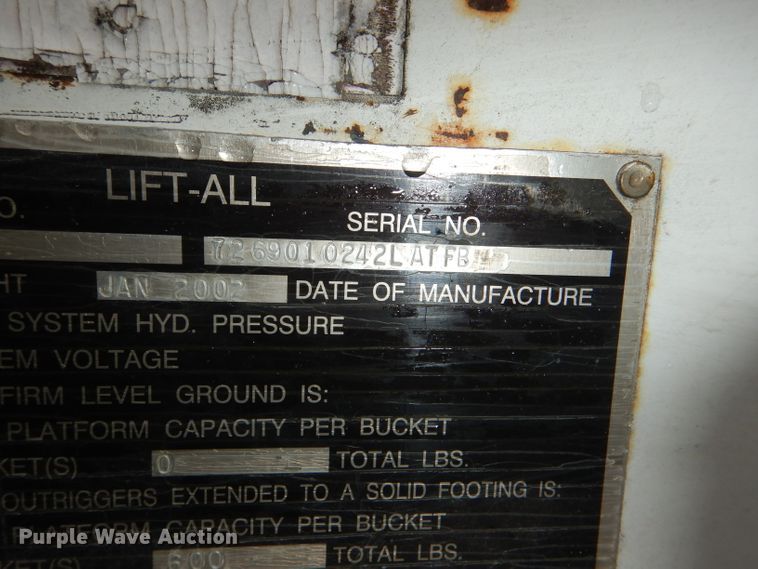 LIFT-ALL
O.
SERIAL NO.
7269010242LATFB
HT
JAN 2002 DATE OF MANUFACTURE
SYSTEM HYD. PRESSURE
EM VOLTAGE
FIRM LEVEL GROUND IS:
PLATFORM CAPACITY PER BUCKET
KET(S) 0 TOTAL LBS.
OUTRIGGERS EXTENDED TO A SOLID FOOTING IS:
PLATFORM CAPACITY PER BUCKET
KET(S) 600 TOTAL LBS.
Purple Wave Auction